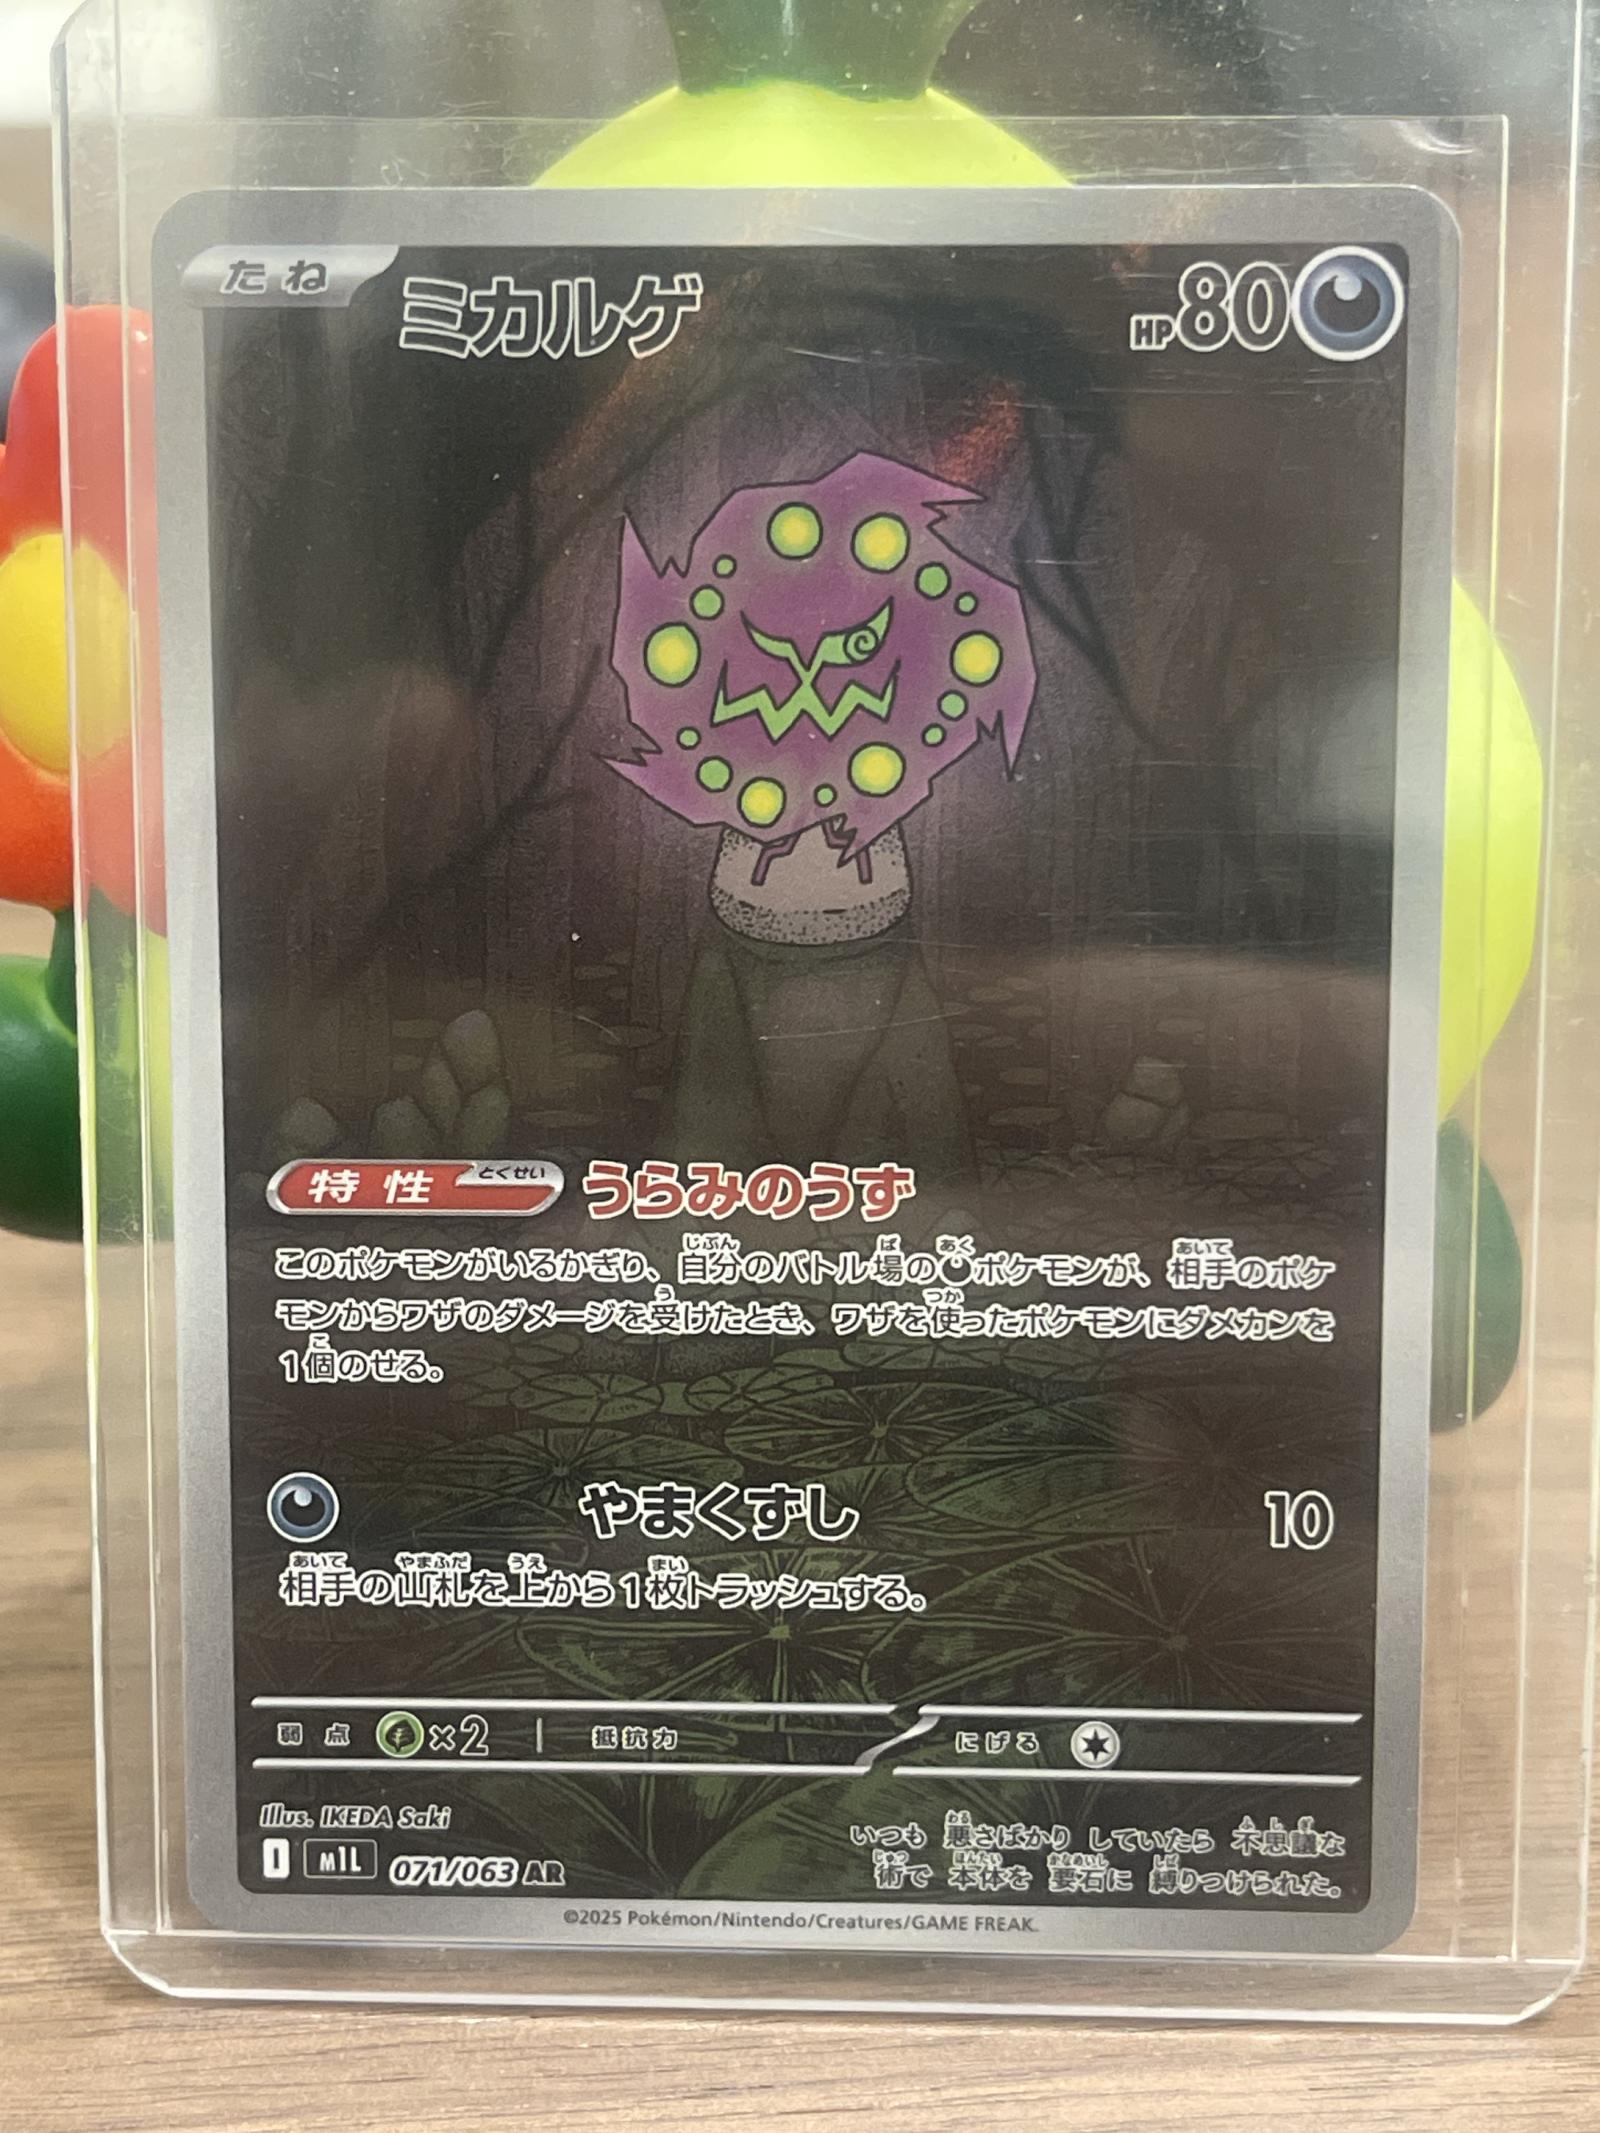 たね ミカルゲ HP80
特性 とくせい うらみのうず
このポケモンがいるかぎり、自分のバトル場のポケモンが、相手のポケ
モンからワザのダメージを受けたとき、ワザを使ったポケモンにダメカンを
1個のせる。
やまくずし 10
相手の山札を上から1枚トラッシュする。
弱点 ×2 抵抗力 にげる
Illus. IKEDA Saki
I M1L 071/063 AR
いつも 悪さばかり していたら 不思議な
術で 本体を 要石に 縛りつけられた。
©2025 Pokémon/Nintendo/Creatures/GAME FREAK.